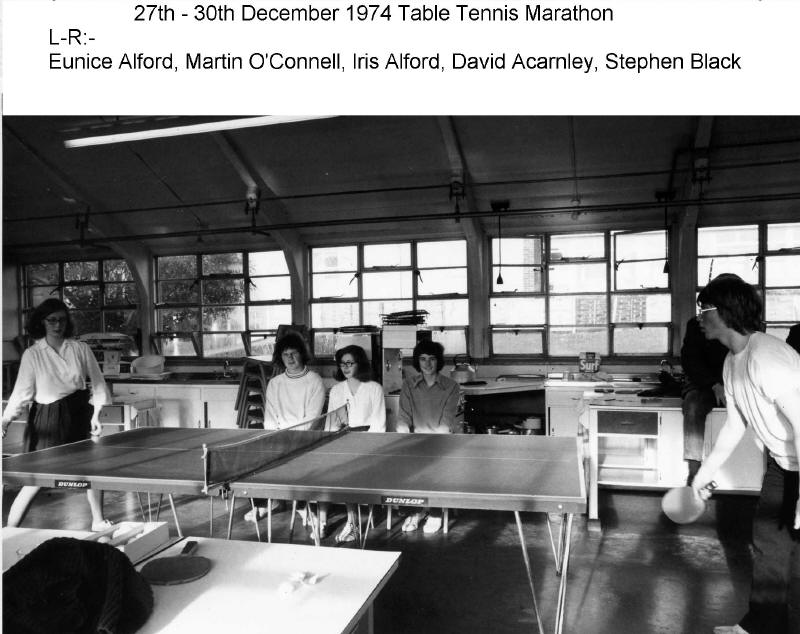 27th - 30th December 1974 Table Tennis Marathon
L-R:-
Eunice Alford, Martin O'Connell, Iris Alford, David Acarnley, Stephen Black
Surf
DUNLOP
DUNLOP